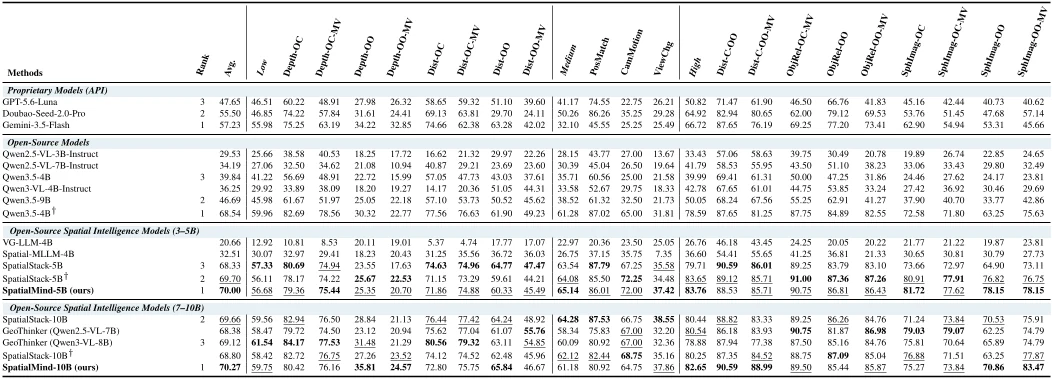 Methods Rank Avg. Low Depth-OC Depth-OC-MV Depth-OO Depth-OO-MV Dist-OC Dist-OC-MV Dist-OO Dist-OO-MV Medium PosMatch CamMotion ViewChg High Dist-C-OO Dist-C-OO-MV ObjRel-OC-MV ObjRel-OO ObjRel-OO-MV SpbImag-OC SpbImag-OC-MV SpbImag-OO SpbImag-OO-MV
Proprietary Models (API)
GPT-5.6-Luna 3 47.65 46.51 60.22 48.91 27.98 26.32 58.65 59.32 51.10 39.60 41.17 74.55 22.75 26.21 50.82 71.47 61.90 46.50 66.76 41.83 45.16 42.44 40.73 40.62
Doubao-Seed-2.0-Pro 2 55.50 46.85 74.22 57.84 31.61 24.41 69.13 63.81 29.70 24.11 50.26 86.26 35.25 29.28 64.92 82.94 80.65 62.00 79.12 69.53 53.76 51.45 47.68 57.14
Gemini-3.5-Flash 1 57.23 55.98 75.25 63.19 34.22 32.85 74.66 62.38 63.28 42.02 32.10 45.55 25.25 25.49 66.72 87.65 76.19 69.25 77.20 73.41 62.90 54.94 53.31 45.66
Open-Source Models
Qwen2.5-VL-3B-Instruct 29.53 25.66 38.58 40.53 18.25 17.72 16.62 21.32 29.97 22.26 28.15 43.77 27.00 13.67 33.43 57.06 58.63 39.75 30.49 20.78 19.89 26.74 22.85 24.65
Qwen2.5-VL-7B-Instruct 34.19 27.06 32.50 34.62 21.08 10.94 40.87 29.21 23.69 23.60 30.39 45.04 26.50 19.64 41.79 58.53 55.95 43.50 51.10 38.23 33.06 33.43 29.80 32.49
Qwen3.5-4B 3 39.84 41.22 56.69 48.91 22.72 15.99 57.05 47.73 43.03 37.61 35.71 60.56 25.00 21.58 39.99 69.41 61.31 50.00 47.25 31.86 24.46 27.62 24.17 23.81
Qwen3-VL-4B-Instruct 36.25 29.92 33.89 38.09 18.20 19.27 14.17 20.36 51.05 44.31 33.58 52.67 29.75 18.33 42.78 67.65 61.01 44.75 53.85 33.24 27.42 36.92 30.46 29.69
Qwen3.5-9B 2 46.69 45.98 61.67 51.97 25.05 22.18 57.10 53.73 50.52 45.62 38.52 61.32 32.50 21.73 50.05 68.24 67.56 55.25 62.91 41.27 37.90 40.70 33.77 42.86
Qwen3.5-4B† 1 68.54 59.96 82.69 78.56 30.32 22.77 77.56 76.63 61.90 49.23 61.28 87.02 65.00 31.81 78.59 87.65 81.25 87.75 84.89 82.55 72.58 71.80 63.25 75.63
Open-Source Spatial Intelligence Models (3–5B)
VG-LLM-4B 20.66 12.92 10.81 8.53 20.11 19.01 5.37 4.74 17.77 17.07 22.97 20.36 23.50 25.05 26.76 46.18 43.45 24.25 20.05 20.22 21.77 21.22 19.87 23.81
Spatial-MLLM-4B 32.51 30.07 32.97 29.41 18.23 20.43 31.25 35.56 36.72 36.03 26.75 37.15 35.75 7.35 36.60 54.41 55.65 41.25 36.81 21.33 30.65 30.81 30.79 27.73
SpatialStack-5B 3 68.33 57.33 80.69 74.94 23.55 17.63 74.63 74.96 64.77 47.47 63.54 87.79 67.25 35.58 79.71 90.59 86.01 89.25 83.79 83.10 73.66 72.97 64.90 73.11
SpatialStack-5B† 2 69.70 56.11 78.17 74.22 25.67 22.53 71.15 73.35 59.61 44.21 64.08 85.50 72.25 34.48 83.65 89.12 85.71 91.00 87.36 87.26 80.91 77.91 76.82 76.75
SpatialMind-5B (ours) 1 70.00 56.68 79.36 75.44 25.35 20.70 71.86 74.88 60.33 45.49 65.14 86.01 72.00 37.42 83.76 88.53 85.71 90.75 86.81 86.43 81.72 77.62 78.15 78.15
Open-Source Spatial Intelligence Models (7–10B)
SpatialStack-10B 2 69.66 59.56 82.94 76.50 28.84 21.13 76.44 77.42 64.24 48.92 64.28 87.53 66.75 38.55 80.44 88.82 83.33 89.25 86.26 84.76 71.24 73.84 70.53 75.91
GeoThinker (Qwen2.5-VL-7B) 68.38 58.47 79.72 74.50 23.12 20.94 75.62 77.04 61.07 55.76 58.34 75.83 67.00 32.20 80.54 86.18 83.93 90.75 81.87 86.98 79.03 79.07 62.25 74.79
GeoThinker (Qwen3-VL-8B) 3 69.12 61.54 84.17 77.53 31.48 21.29 80.56 79.32 63.11 54.85 60.09 80.92 67.00 32.36 78.88 87.94 77.38 87.50 85.16 84.76 75.81 70.64 65.89 74.79
SpatialStack-10B† 68.80 58.42 82.72 76.75 27.26 23.52 74.12 74.52 62.48 45.96 62.12 82.44 68.75 35.16 80.25 87.35 84.52 88.75 87.09 85.04 76.88 71.51 63.25 77.87
SpatialMind-10B (ours) 1 70.27 59.75 80.42 76.16 35.81 24.57 72.80 75.75 65.84 46.67 61.18 80.92 64.75 37.86 82.65 90.59 88.99 89.50 85.44 85.87 75.27 73.84 70.86 83.47